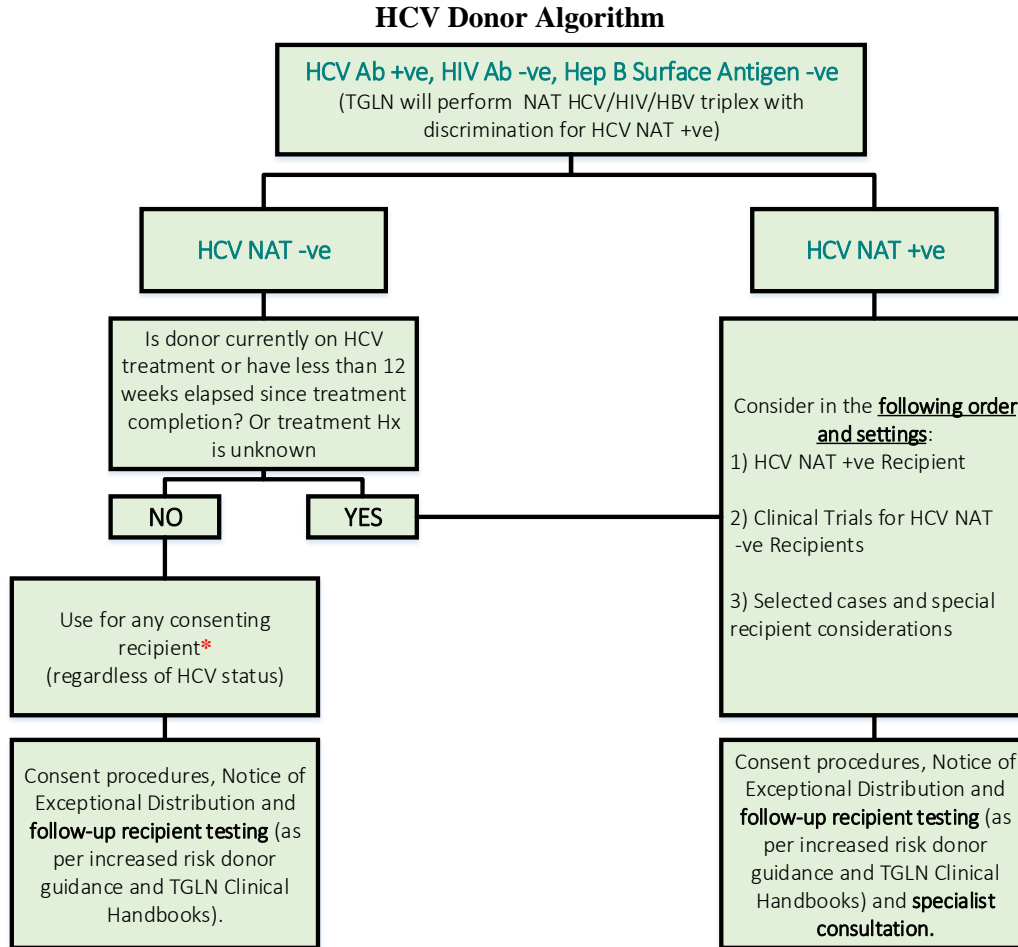 HCV Donor Algorithm
HCV Ab +ve, HIV Ab -ve, Hep B Surface Antigen -ve
(TGLN will perform NAT HCV/HIV/HBV triplex with
discrimination for HCV NAT +ve)
HCV NAT -ve
HCV NAT +ve
Is donor currently on HCV
treatment or have less than 12
weeks elapsed since treatment
completion? Or treatment Hx
is unknown
NO
YES
Use for any consenting
recipient*
(regardless of HCV status)
Consent procedures, Notice of
Exceptional Distribution and
follow-up recipient testing (as
per increased risk donor
guidance and TGLN Clinical
Handbooks).
Consider in the following order
and settings:
1) HCV NAT +ve Recipient
2) Clinical Trials for HCV NAT
-ve Recipients
3) Selected cases and special
recipient considerations
Consent procedures, Notice of
Exceptional Distribution and
follow-up recipient testing (as
per increased risk donor
guidance and TGLN Clinical
Handbooks) and specialist
consultation.